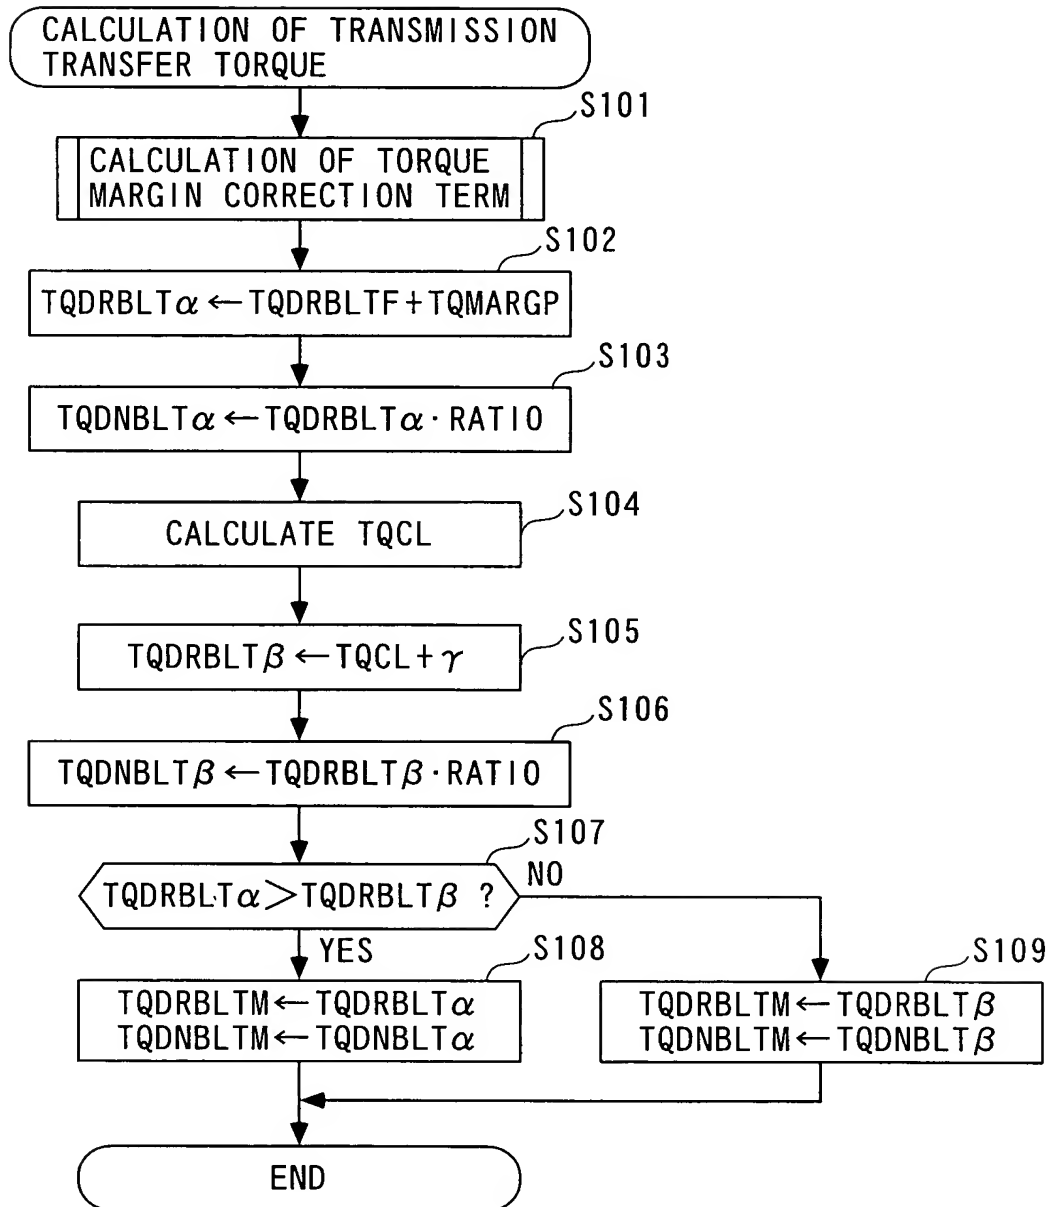 CALCULATION OF TRANSMISSION
TRANSFER TORQUE
S101
CALCULATION OF TORQUE
MARGIN CORRECTION TERM
S102
TQDRBLTα←TQDRBLTF+TQMARGP
S103
TQDNBLTα←TQDRBLTα·RATIO
S104
CALCULATE TQCL
S105
TQDRBLTβ←TQCL+γ
S106
TQDNBLTβ←TQDRBLTβ·RATIO
S107
TQDRBLTα>TQDRBLTβ ?
NO
YES
S108
TQDRBLTM←TQDRBLTα
TQDNBLTM←TQDNBLTα
S109
TQDRBLTM←TQDRBLTβ
TQDNBLTM←TQDNBLTβ
END